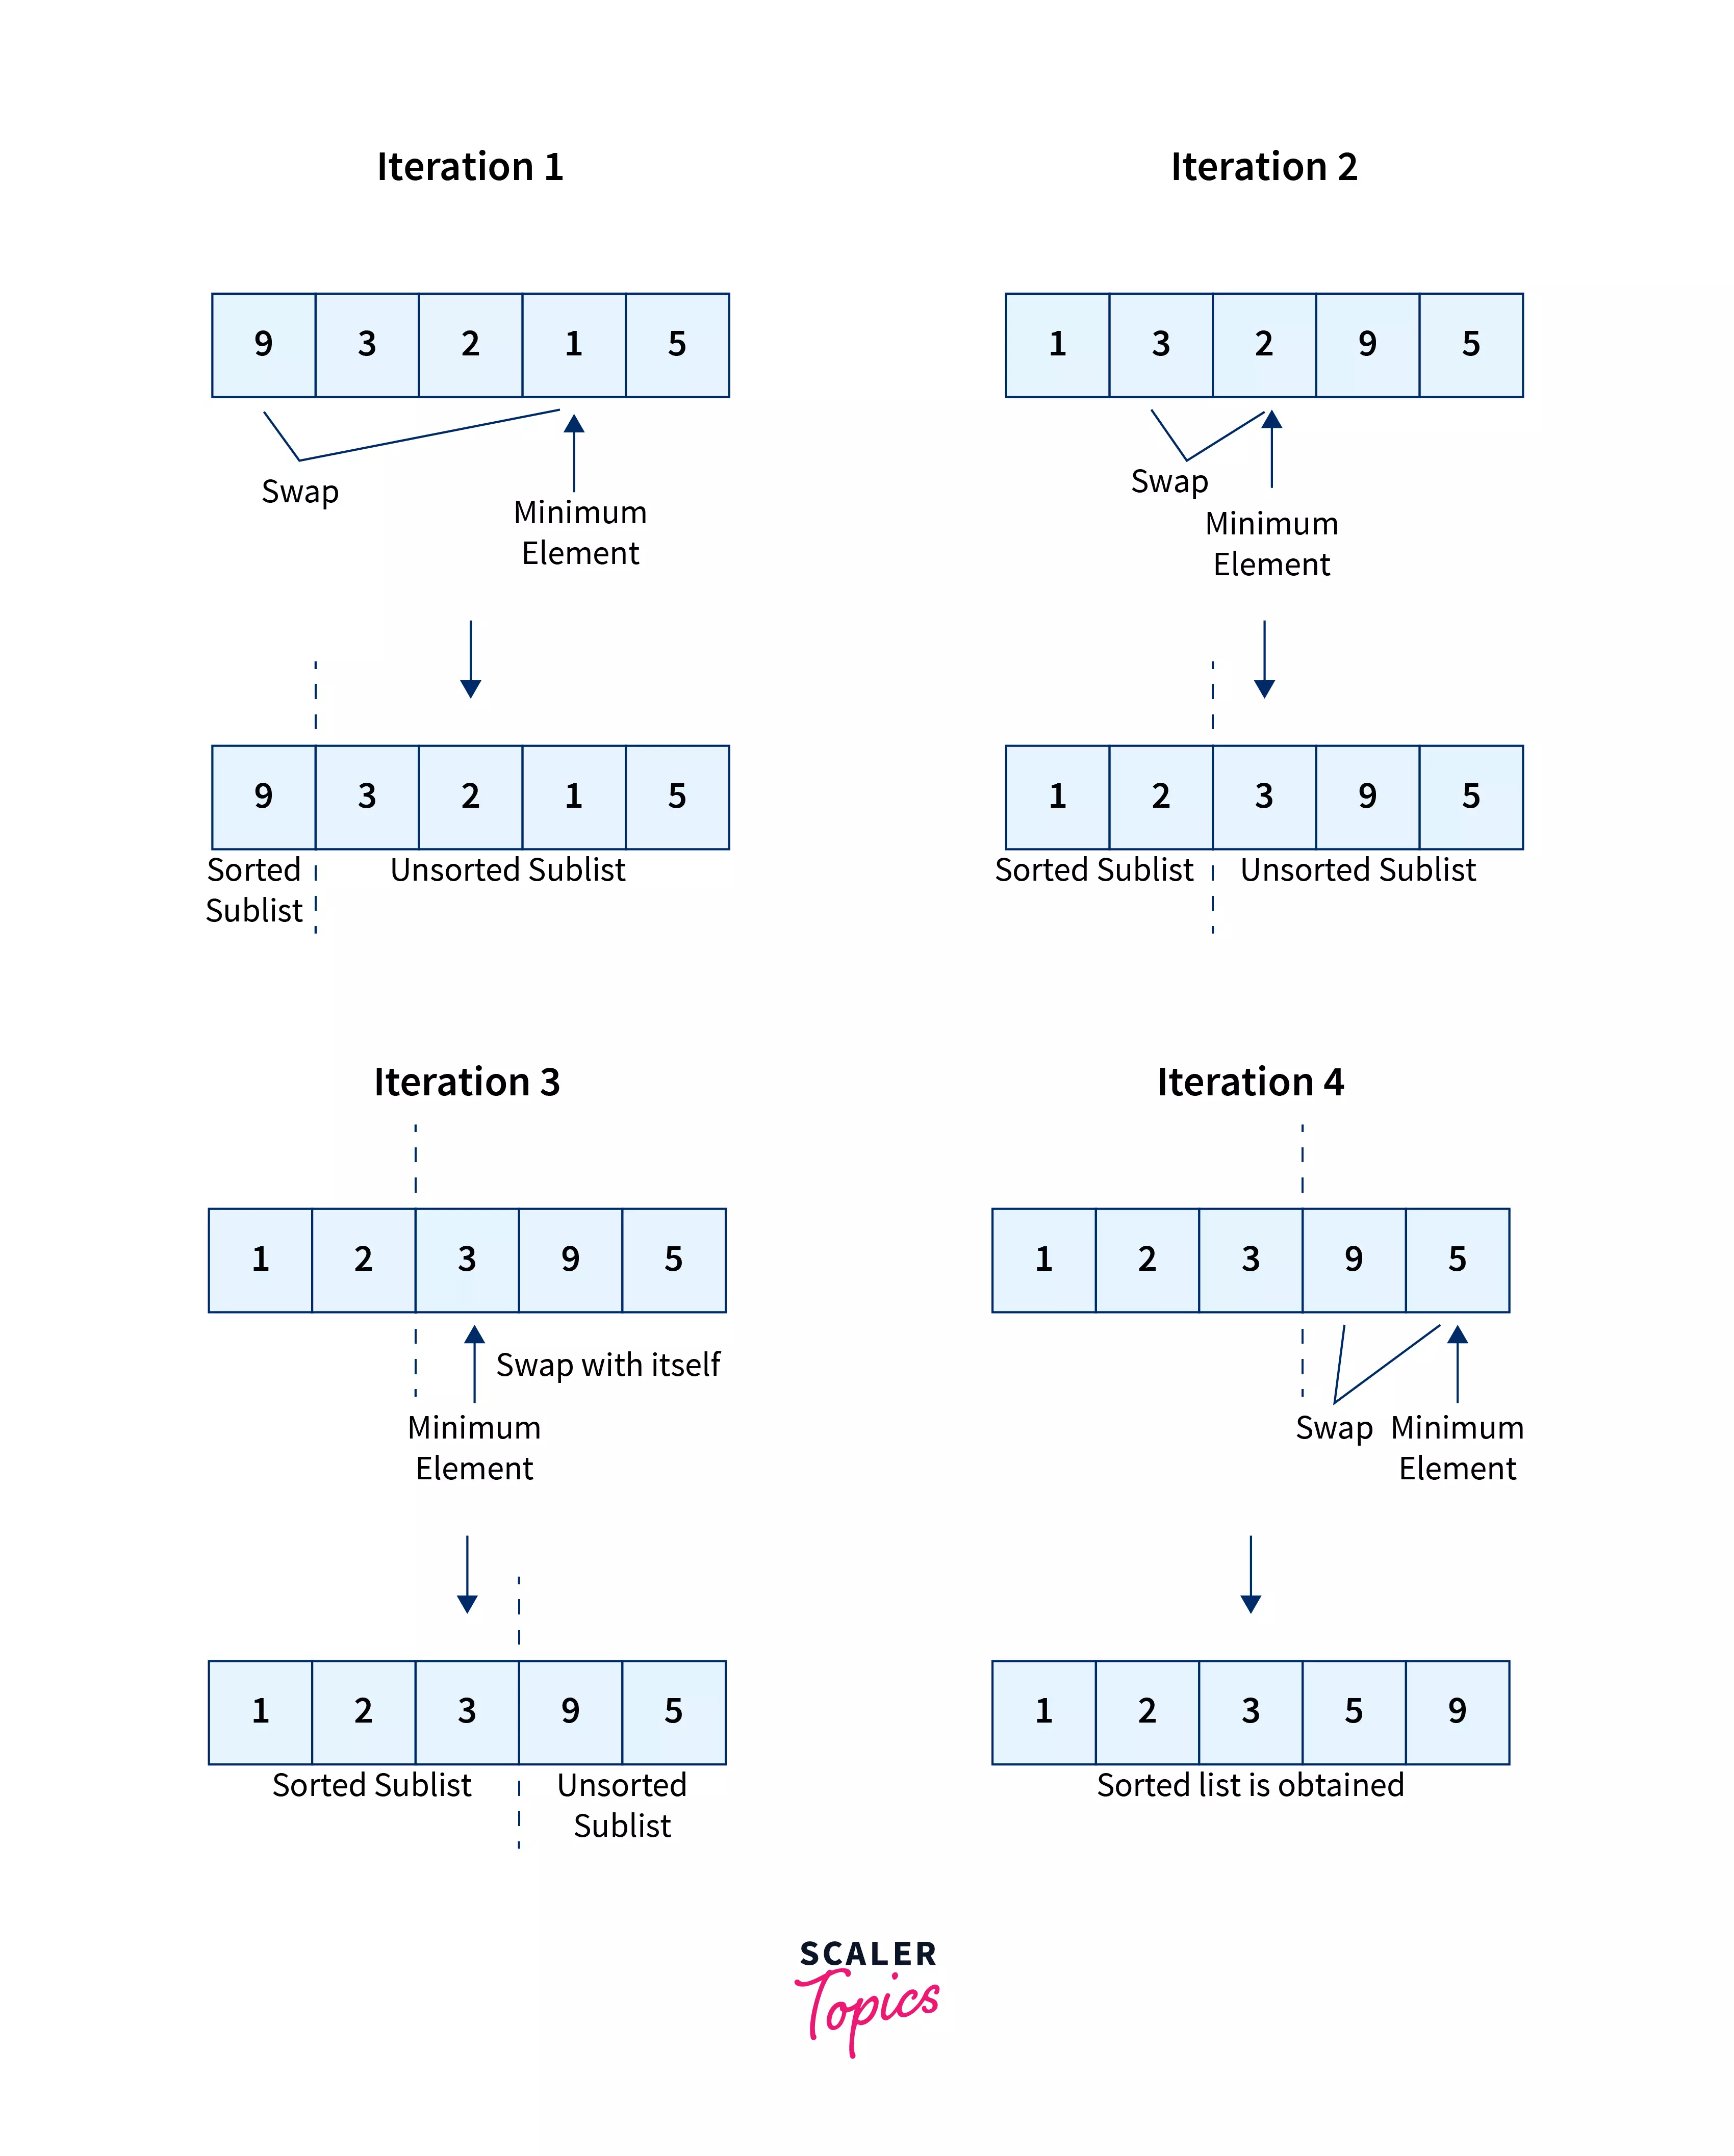 Iteration 1
9 3 2 1 5
Swap
Minimum
Element
9 3 2 1 5
Sorted
Sublist
Unsorted Sublist
Iteration 2
1 3 2 9 5
Swap
Minimum
Element
1 2 3 9 5
Sorted Sublist
Unsorted Sublist
Iteration 3
1 2 3 9 5
Swap with itself
Minimum
Element
1 2 3 9 5
Sorted Sublist
Unsorted
Sublist
Iteration 4
1 2 3 9 5
Swap
Minimum
Element
1 2 3 5 9
Sorted list is obtained
SCALER
Topics